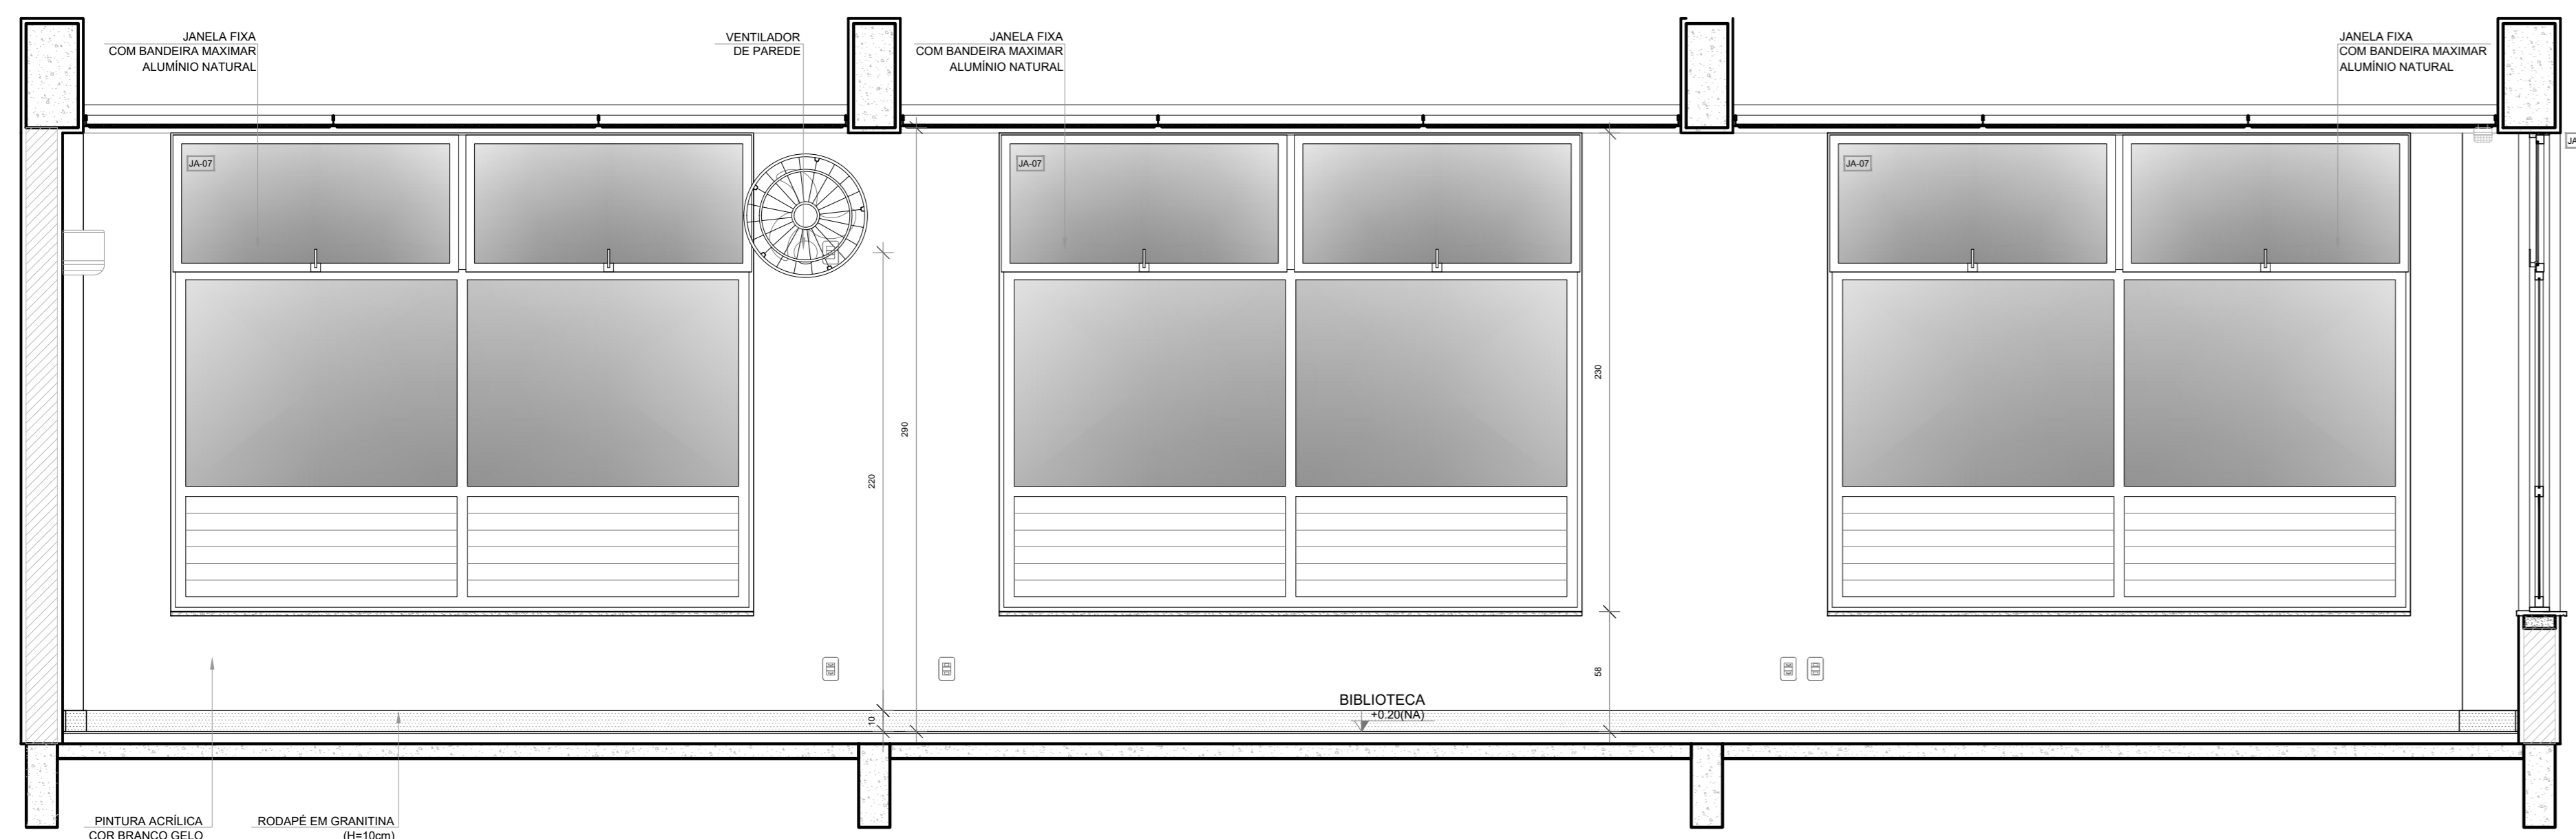 JANELA FIXA
COM BANDEIRA MAXIMAR
ALUMÍNIO NATURAL
VENTILADOR
DE PAREDE
JANELA FIXA
COM BANDEIRA MAXIMAR
ALUMÍNIO NATURAL
JANELA FIXA
COM BANDEIRA MAXIMAR
ALUMÍNIO NATURAL
JA-07
JA-07
JA-07
JA
230
290
220
58
10
BIBLIOTECA
+0.20(NA)
PINTURA ACRÍLICA
COR BRANCO GELO
RODAPÉ EM GRANITINA
(H=10cm)